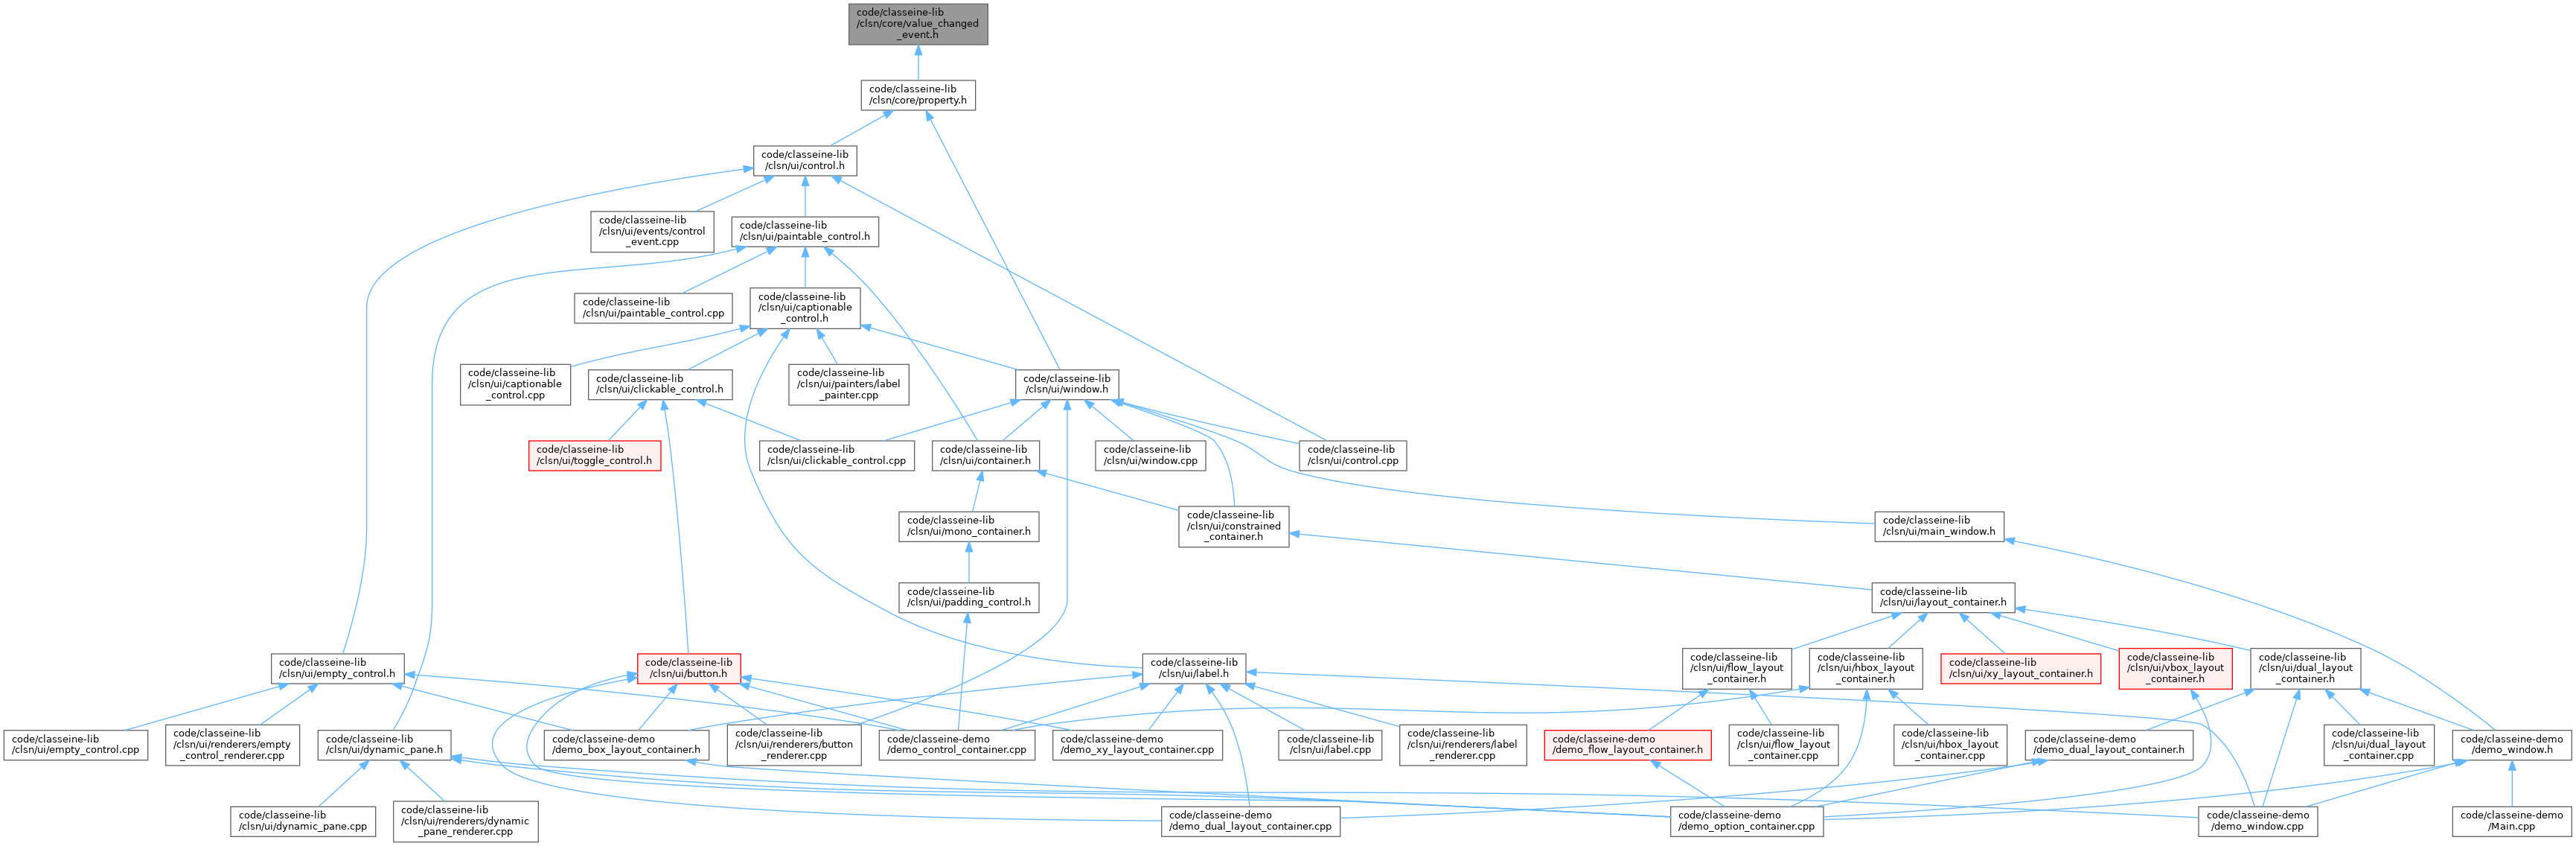 code/classeine-lib
/clsn/core/value_changed
_event.h
code/classeine-lib
/clsn/core/property.h
code/classeine-lib
/clsn/ui/control.h
code/classeine-lib
/clsn/ui/events/control
_event.cpp
code/classeine-lib
/clsn/ui/paintable_control.h
code/classeine-lib
/clsn/ui/paintable_control.cpp
code/classeine-lib
/clsn/ui/captionable
_control.h
code/classeine-lib
/clsn/ui/captionable
_control.cpp
code/classeine-lib
/clsn/ui/clickable_control.h
code/classeine-lib
/clsn/ui/painters/label
_painter.cpp
code/classeine-lib
/clsn/ui/window.h
code/classeine-lib
/clsn/ui/toggle_control.h
code/classeine-lib
/clsn/ui/clickable_control.cpp
code/classeine-lib
/clsn/ui/container.h
code/classeine-lib
/clsn/ui/window.cpp
code/classeine-lib
/clsn/ui/control.cpp
code/classeine-lib
/clsn/ui/mono_container.h
code/classeine-lib
/clsn/ui/constrained
_container.h
code/classeine-lib
/clsn/ui/main_window.h
code/classeine-lib
/clsn/ui/padding_control.h
code/classeine-lib
/clsn/ui/layout_container.h
code/classeine-lib
/clsn/ui/empty_control.h
code/classeine-lib
/clsn/ui/button.h
code/classeine-lib
/clsn/ui/label.h
code/classeine-lib
/clsn/ui/flow_layout
_container.h
code/classeine-lib
/clsn/ui/hbox_layout
_container.h
code/classeine-lib
/clsn/ui/xy_layout_container.h
code/classeine-lib
/clsn/ui/vbox_layout
_container.h
code/classeine-lib
/clsn/ui/dual_layout
_container.h
code/classeine-lib
/clsn/ui/empty_control.cpp
code/classeine-lib
/clsn/ui/renderers/empty
_control_renderer.cpp
code/classeine-lib
/clsn/ui/dynamic_pane.h
code/classeine-demo
/demo_box_layout_container.h
code/classeine-lib
/clsn/ui/renderers/button
_renderer.cpp
code/classeine-demo
/demo_control_container.cpp
code/classeine-demo
/demo_xy_layout_container.cpp
code/classeine-lib
/clsn/ui/label.cpp
code/classeine-lib
/clsn/ui/renderers/label
_renderer.cpp
code/classeine-demo
/demo_flow_layout_container.h
code/classeine-lib
/clsn/ui/flow_layout
_container.cpp
code/classeine-lib
/clsn/ui/hbox_layout
_container.cpp
code/classeine-demo
/demo_dual_layout_container.h
code/classeine-lib
/clsn/ui/dual_layout
_container.cpp
code/classeine-demo
/demo_window.h
code/classeine-lib
/clsn/ui/dynamic_pane.cpp
code/classeine-lib
/clsn/ui/renderers/dynamic
_pane_renderer.cpp
code/classeine-demo
/demo_dual_layout_container.cpp
code/classeine-demo
/demo_option_container.cpp
code/classeine-demo
/demo_window.cpp
code/classeine-demo
/Main.cpp